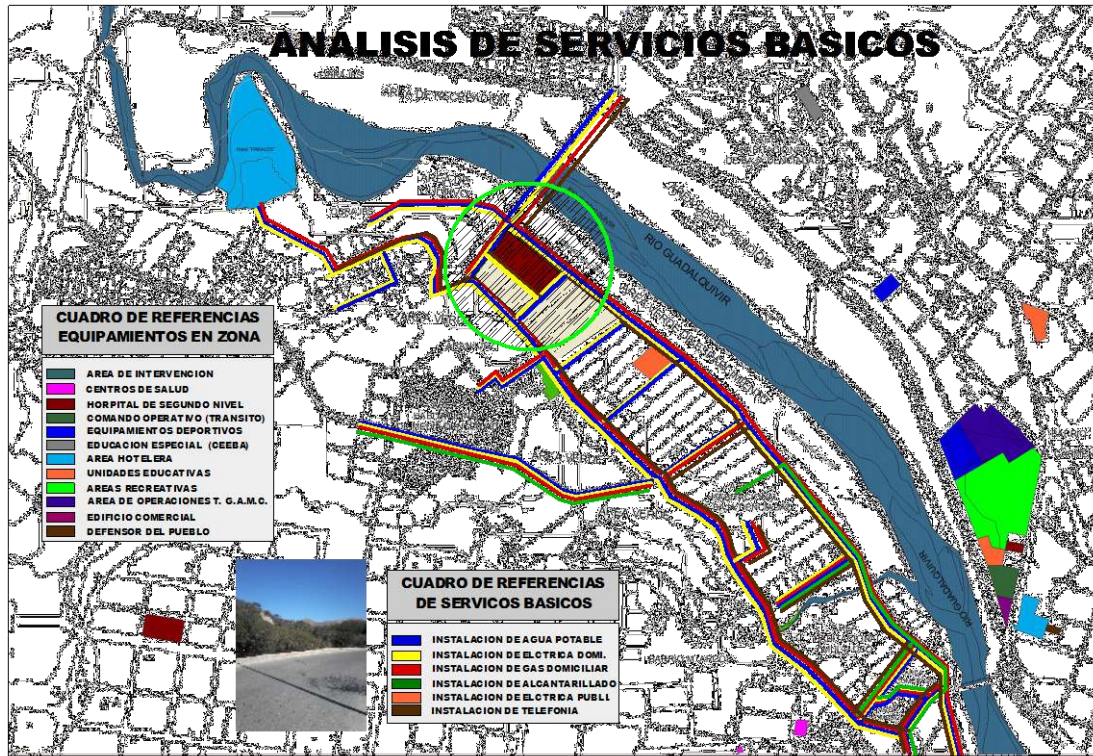 ANALISIS DE SERVICIOS BASICOS
RIO GUADALQUIVIR
RIO GUADALQUIVIR
CUADRO DE REFERENCIAS
EQUIPAMIENTOS EN ZONA
AREA DE INTERVENCION
CENTROS DE SALUD
HORPITAL DE SEGUNDO NIVEL
COMANDO OPERATIVO (TRANSITO)
EQUIPAMIENTOS DEPORTIVOS
EDUCACION ESPECIAL (CEEBA)
AREA HOTELERA
UNIDADES EDUCATIVAS
AREAS RECREATIVAS
AREA DE OPERACIONES T. G.A.M.C.
EDIFICIO COMERCIAL
DEFENSOR DEL PUEBLO
CUADRO DE REFERENCIAS
DE SERVICOS BASICOS
INSTALACION DE AGUA POTABLE
INSTALACION DE ELCTRICA DOMI.
INSTALACION DE GAS DOMICILIAR
INSTALACION DE ALCANTARILLADO
INSTALACION DE ELCTRICA PUBLI.
INSTALACION DE TELEFONIA